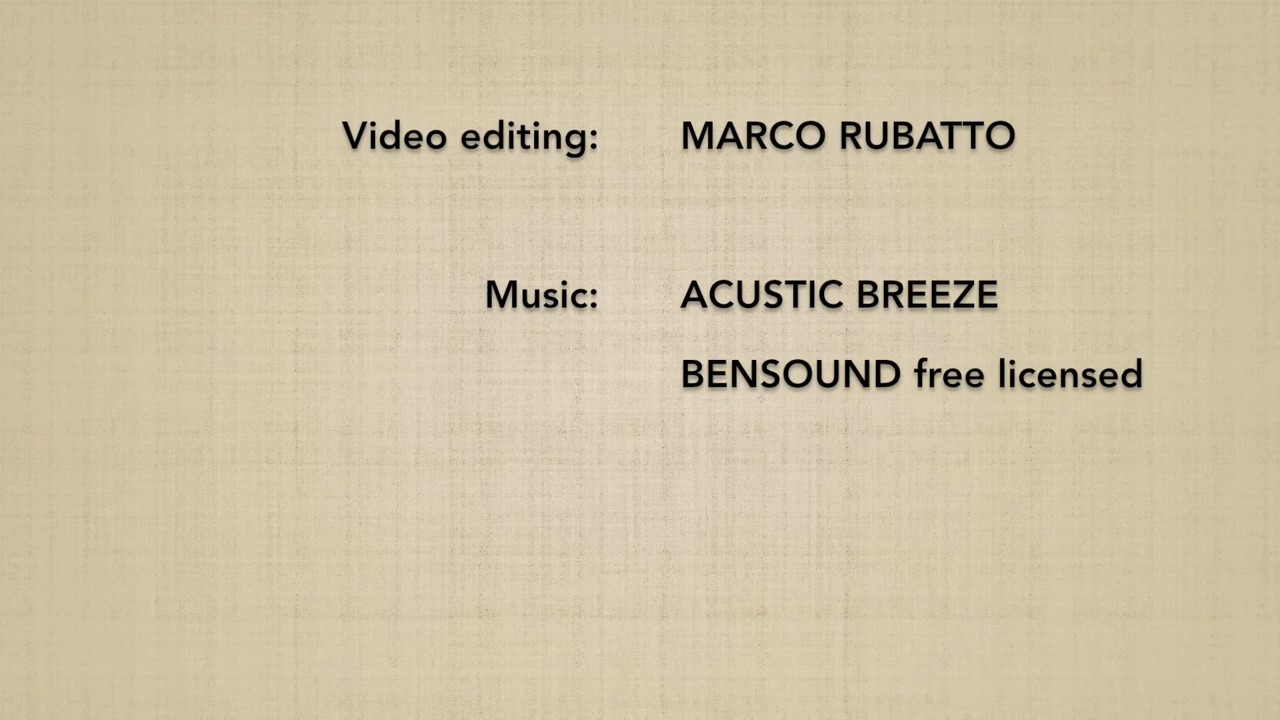 Video editing: MARCO RUBATTO
Music: ACUSTIC BREEZE
BENSOUND free licensed